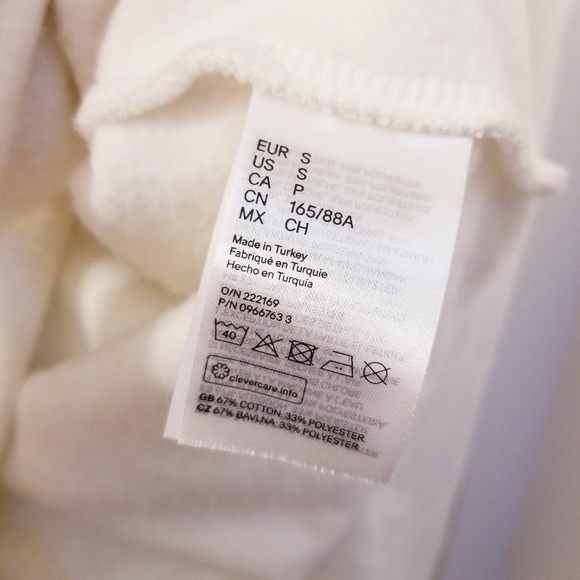 EUR S
US S
CA P
CN 165/88A
MX CH
Made in Turkey
Fabriqué en Turquie
Hecho en Turquía
O/N 222169
P/N 0966763 3
40
clevercare.info
GB 67% COTTON, 33% POLYESTER
CZ 67% BAVLNA, 33% POLYESTER